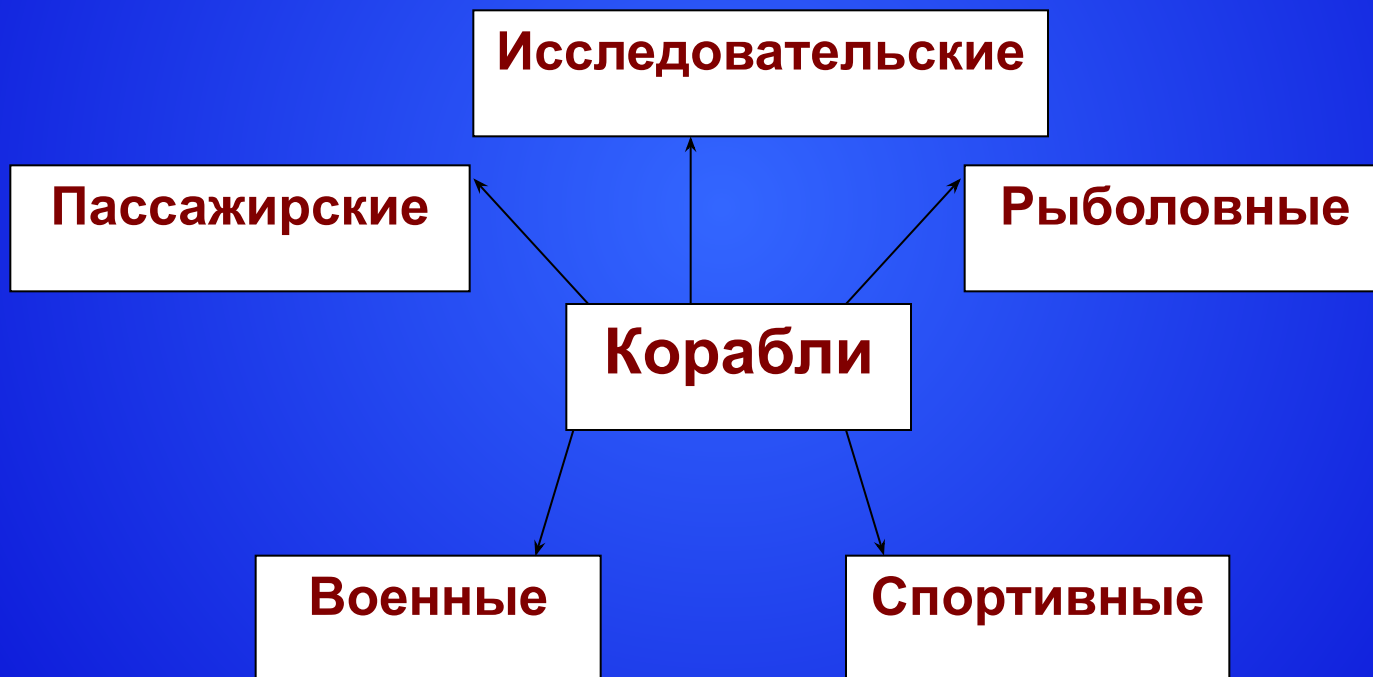 Исследовательские
Пассажирские
Рыболовные
Корабли
Военные
Спортивные